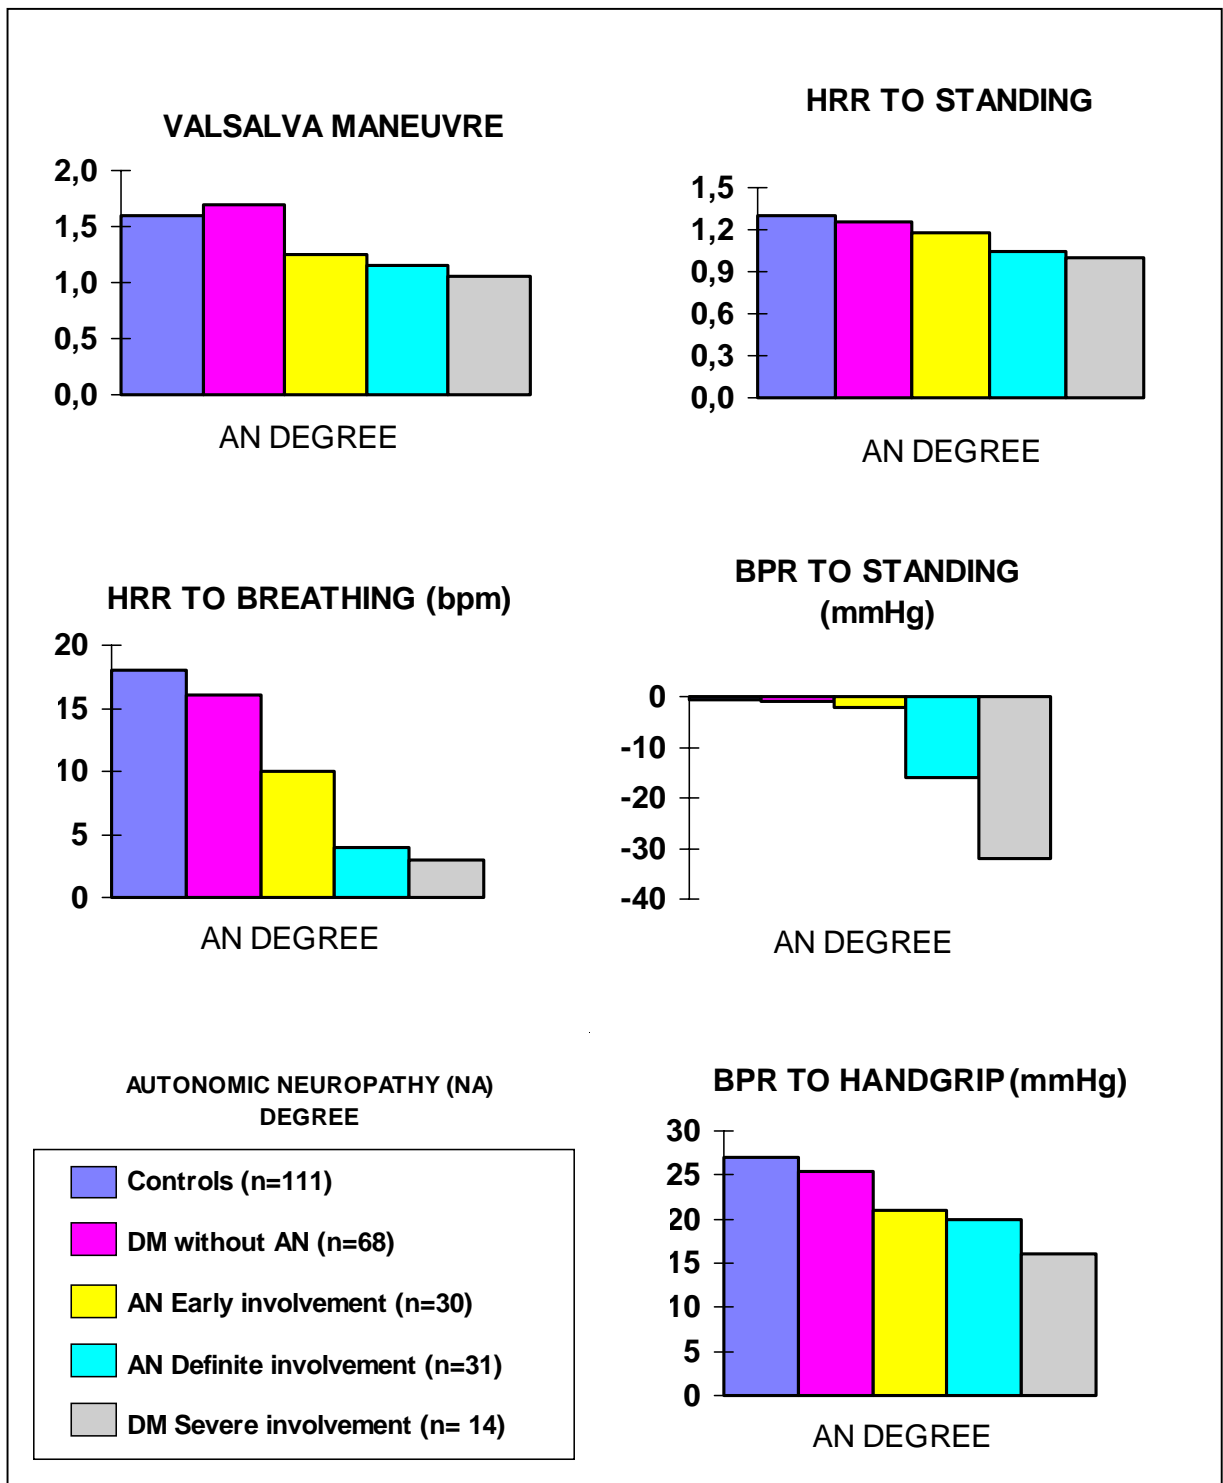 VALSALVA MANEUVRE
2,0
1,5
1,0
0,5
0,0
AN DEGREE
HRR TO STANDING
1,5
1,2
0,9
0,6
0,3
0,0
AN DEGREE
HRR TO BREATHING (bpm)
20
15
10
5
0
AN DEGREE
BPR TO STANDING
(mmHg)
0
-10
-20
-30
-40
AN DEGREE
AUTONOMIC NEUROPATHY (NA)
DEGREE
Controls (n=111)
DM without AN (n=68)
AN Early involvement (n=30)
AN Definite involvement (n=31)
DM Severe involvement (n= 14)
BPR TO HANDGRIP (mmHg)
30
25
20
15
10
5
0
AN DEGREE